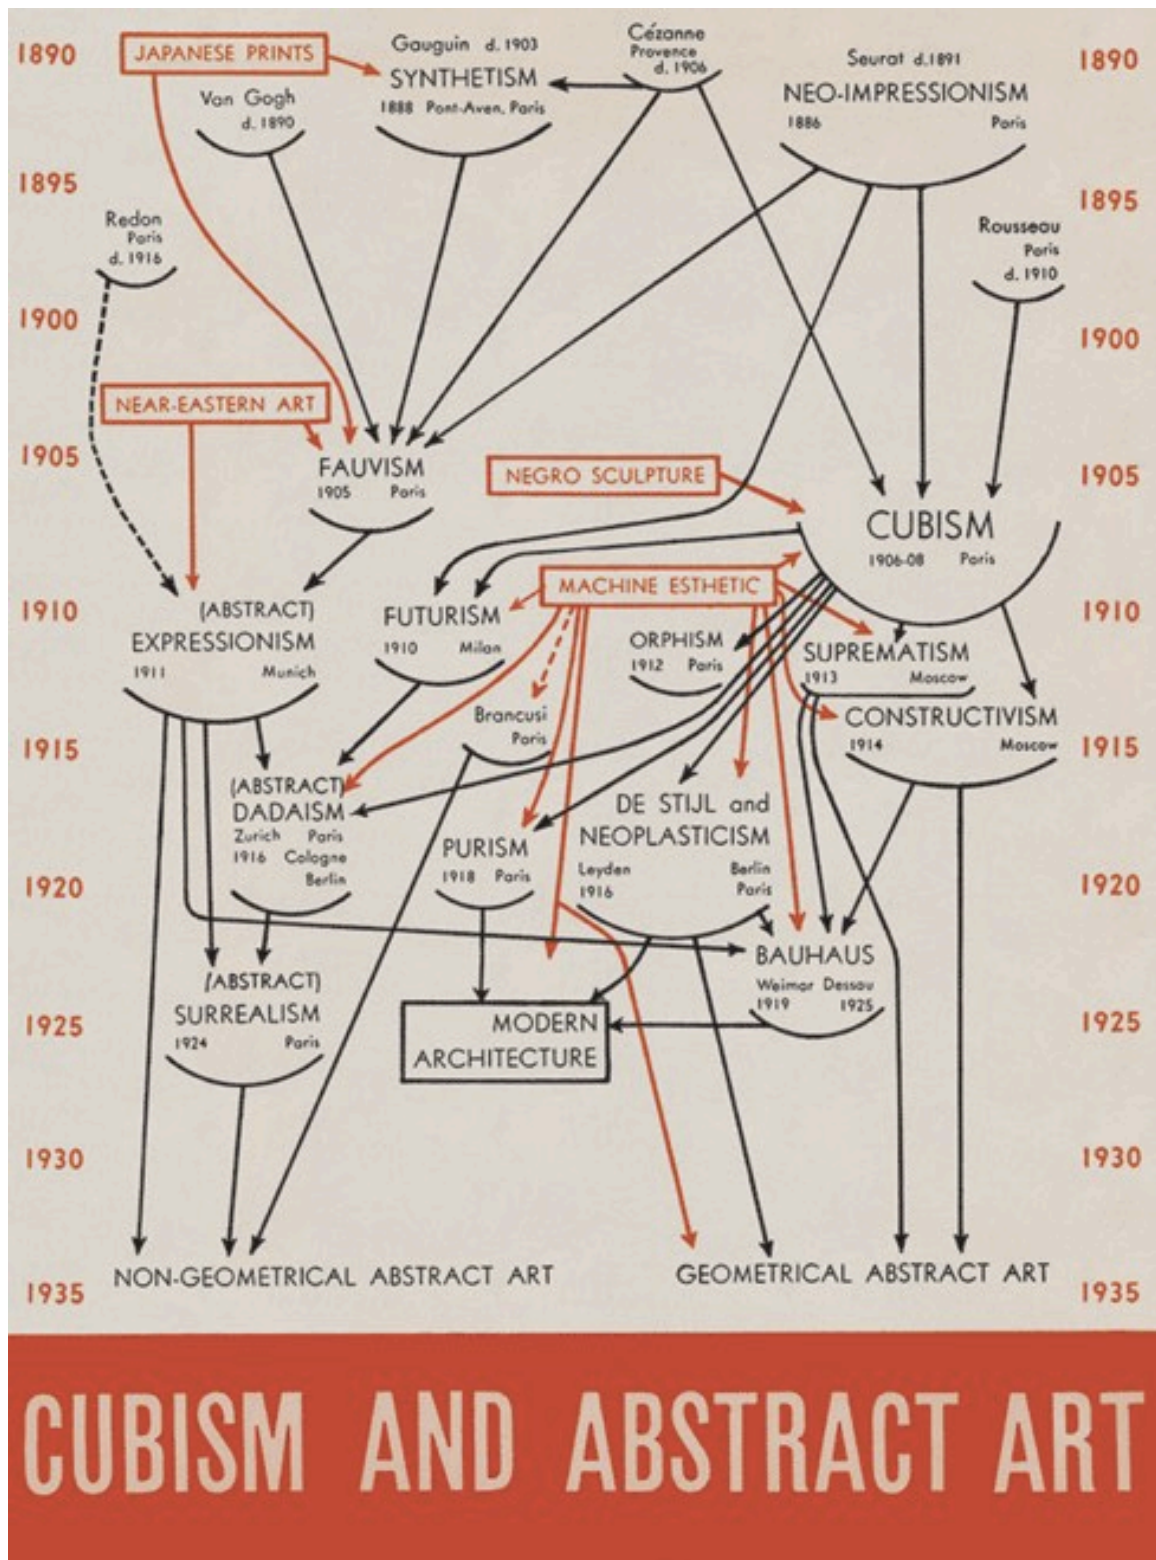 1890
JAPANESE PRINTS
Gauguin d. 1903
SYNTHETISM
1888 Pont-Aven, Paris
Cézanne
Provence
d. 1906
Seurat d.1891
NEO-IMPRESSIONISM
1886 Paris
1890
Van Gogh
d. 1890
1895
1895
Redon
Paris
d. 1916
Rousseau
Paris
d. 1910
1900
1900
NEAR-EASTERN ART
1905
FAUVISM
1905 Paris
NEGRO SCULPTURE
1905
CUBISM
1906-08 Paris
1910
(ABSTRACT)
EXPRESSIONISM
1911 Munich
FUTURISM
1910 Milan
MACHINE ESTHETIC
ORPHISM
1912 Paris
SUPREMATISM
1913 Moscow
1910
CONSTRUCTIVISM
1914 Moscow
Brancusi
Paris
1915
1915
(ABSTRACT)
DADAISM
Zurich Paris
1916 Cologne
Berlin
PURISM
1918 Paris
DE STIJL and
NEOPLASTICISM
Leyden Berlin
1916 Paris
1920
1920
BAUHAUS
Weimar Dessau
1919 1925
(ABSTRACT)
SURREALISM
1924 Paris
MODERN
ARCHITECTURE
1925
1925
1930
1930
NON-GEOMETRICAL ABSTRACT ART
GEOMETRICAL ABSTRACT ART
1935
1935
CUBISM AND ABSTRACT ART